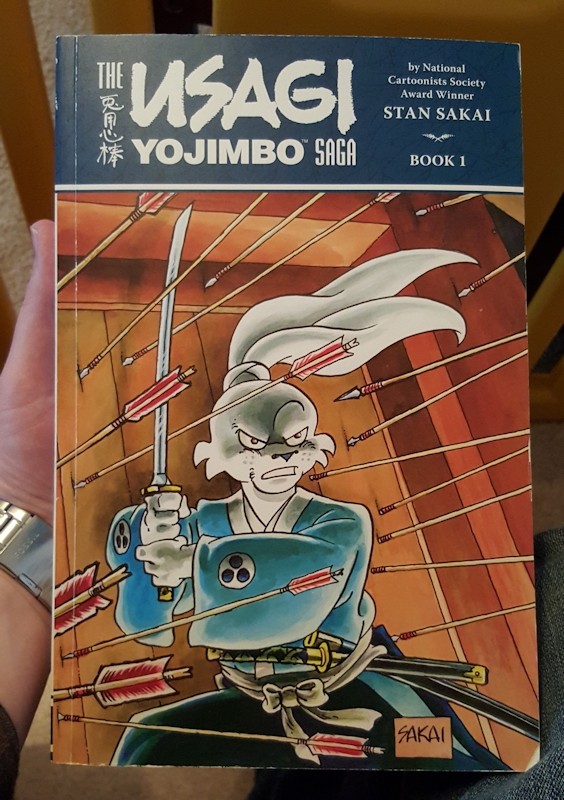 THE USAGI
YOJIMBO™ SAGA
兎用心棒
by National
Cartoonists Society
Award Winner
STAN SAKAI
BOOK 1
SAKAI